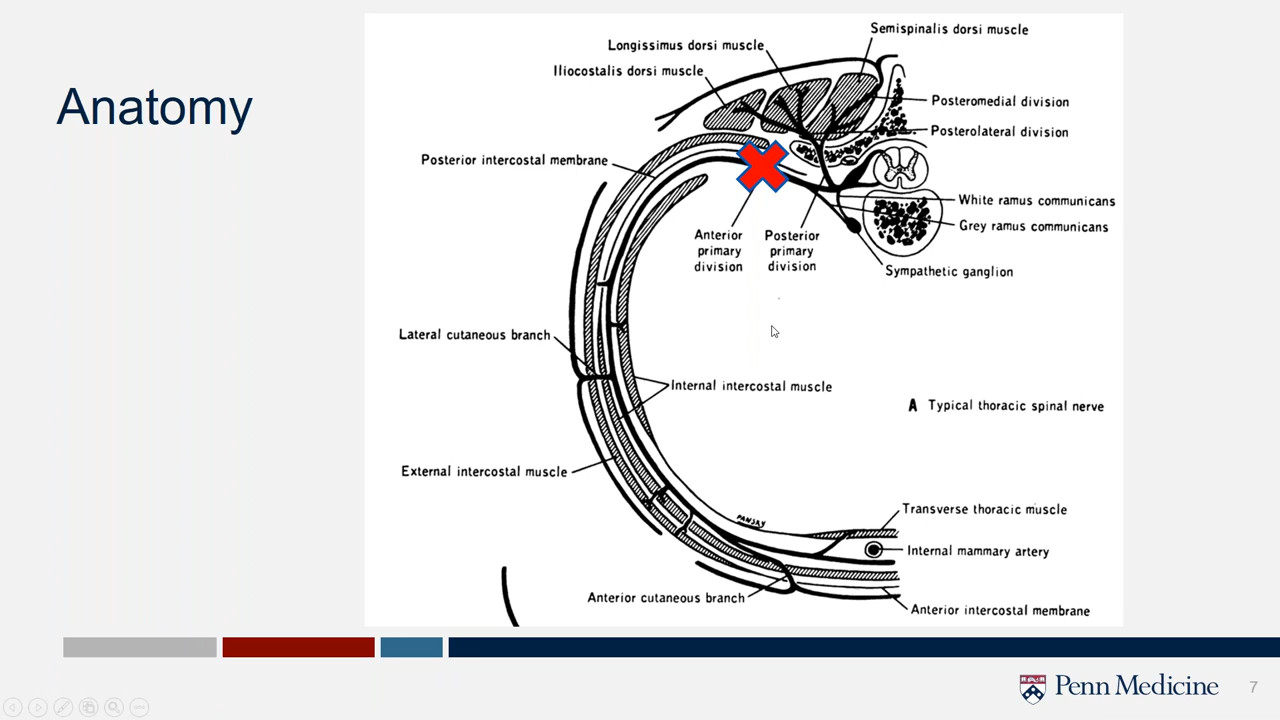 Anatomy
Semispinalis dorsi muscle
Longissimus dorsi muscle
Iliocostalis dorsi muscle
Posteromedial division
Posterolateral division
Posterior intercostal membrane
White ramus communicans
Grey ramus communicans
Anterior
primary
division
Posterior
primary
division
Sympathetic ganglion
Lateral cutaneous branch
Internal intercostal muscle
A Typical thoracic spinal nerve
External intercostal muscle
PANSKY
Transverse thoracic muscle
Internal mammary artery
Anterior cutaneous branch
Anterior intercostal membrane
Penn Medicine
7